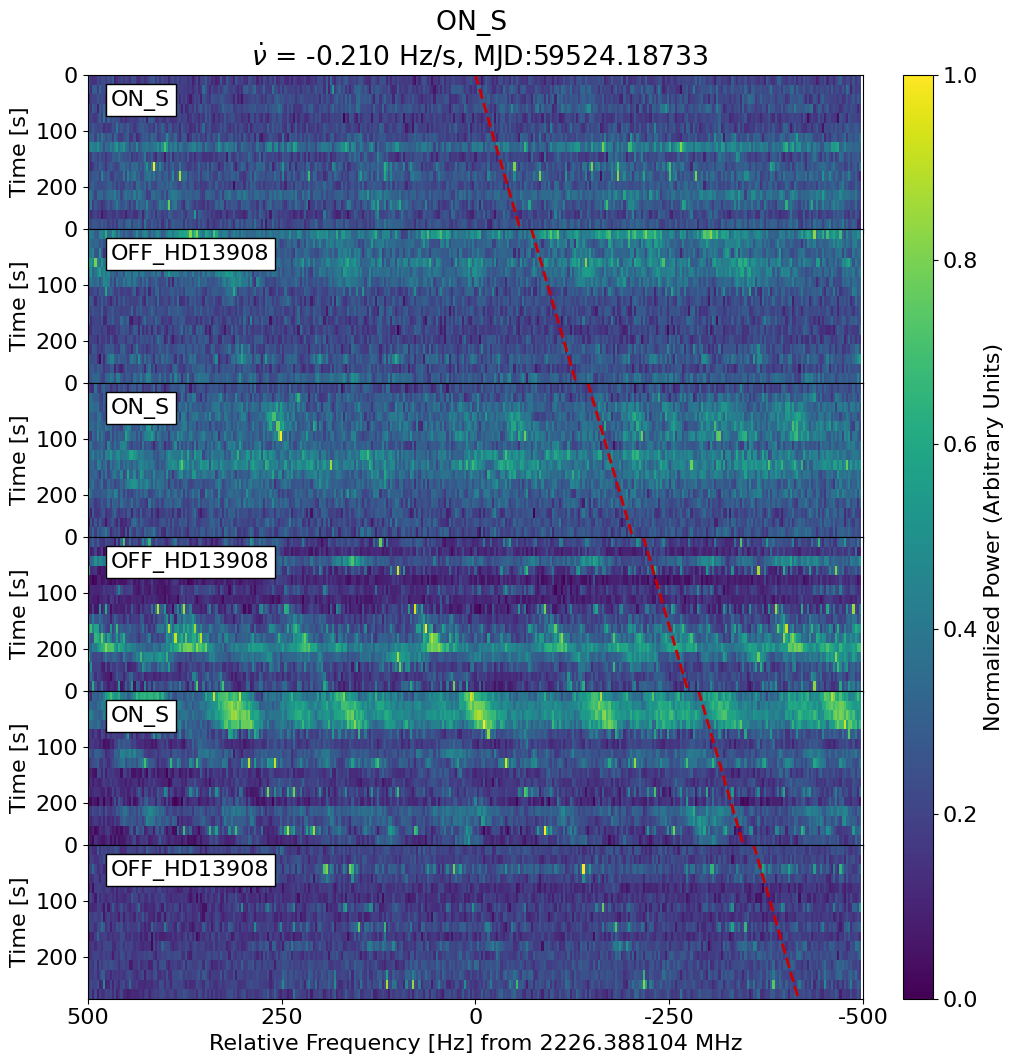 ON_S
ν̇ = -0.210 Hz/s, MJD:59524.18733
0
100
200
Time [s]
ON_S
0
100
200
Time [s]
OFF_HD13908
0
100
200
Time [s]
ON_S
0
100
200
Time [s]
OFF_HD13908
0
100
200
Time [s]
ON_S
0
100
200
Time [s]
OFF_HD13908
500 250 0 -250 -500
Relative Frequency [Hz] from 2226.388104 MHz
1.0
0.8
0.6
0.4
0.2
0.0
Normalized Power (Arbitrary Units)